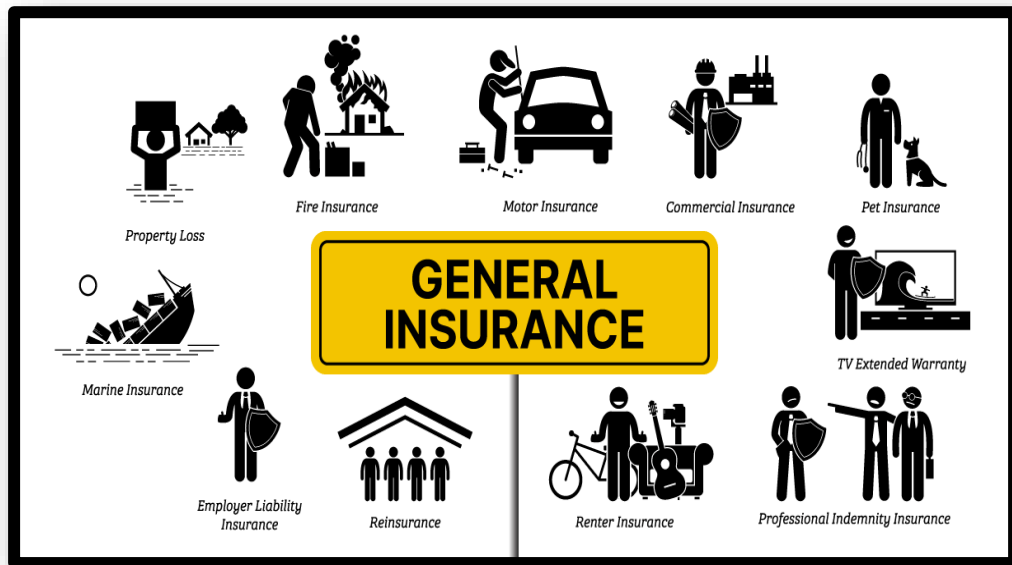 Fire Insurance
Motor Insurance
Commercial Insurance
Pet Insurance
Property Loss
GENERAL
INSURANCE
TV Extended Warranty
Marine Insurance
Employer Liability
Insurance
Reinsurance
Renter Insurance
Professional Indemnity Insurance